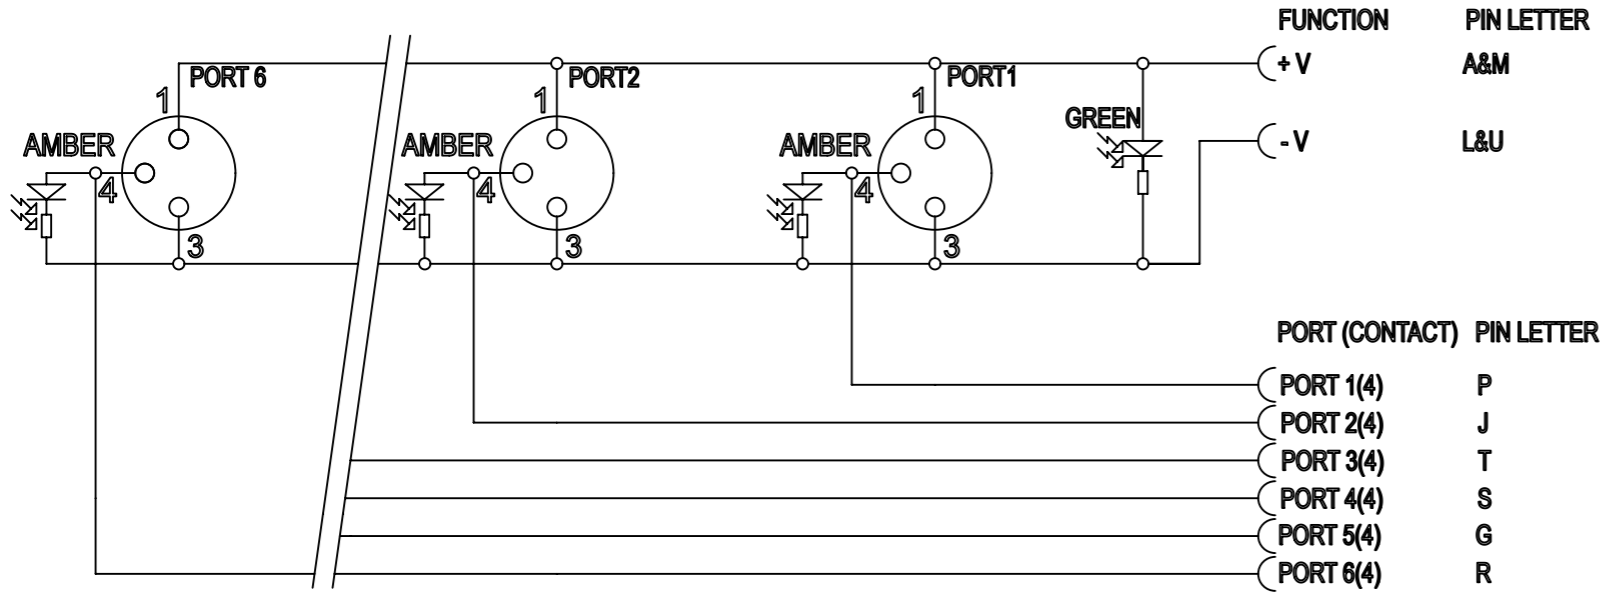 FUNCTION PIN LETTER
+ V A&M
- V L&U
PORT 6 PORT2 PORT1
1 1 1
GREEN
AMBER AMBER AMBER
4 4 4
3 3 3
PORT (CONTACT) PIN LETTER
PORT 1(4) P
PORT 2(4) J
PORT 3(4) T
PORT 4(4) S
PORT 5(4) G
PORT 6(4) R